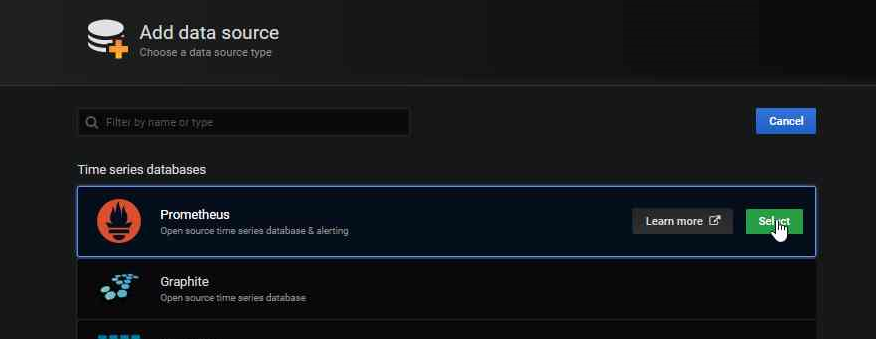 Add data source
Choose a data source type
Filter by name or type
Cancel
Time series databases
Prometheus
Open source time series database & alerting
Learn more
Select
Graphite
Open source time series database